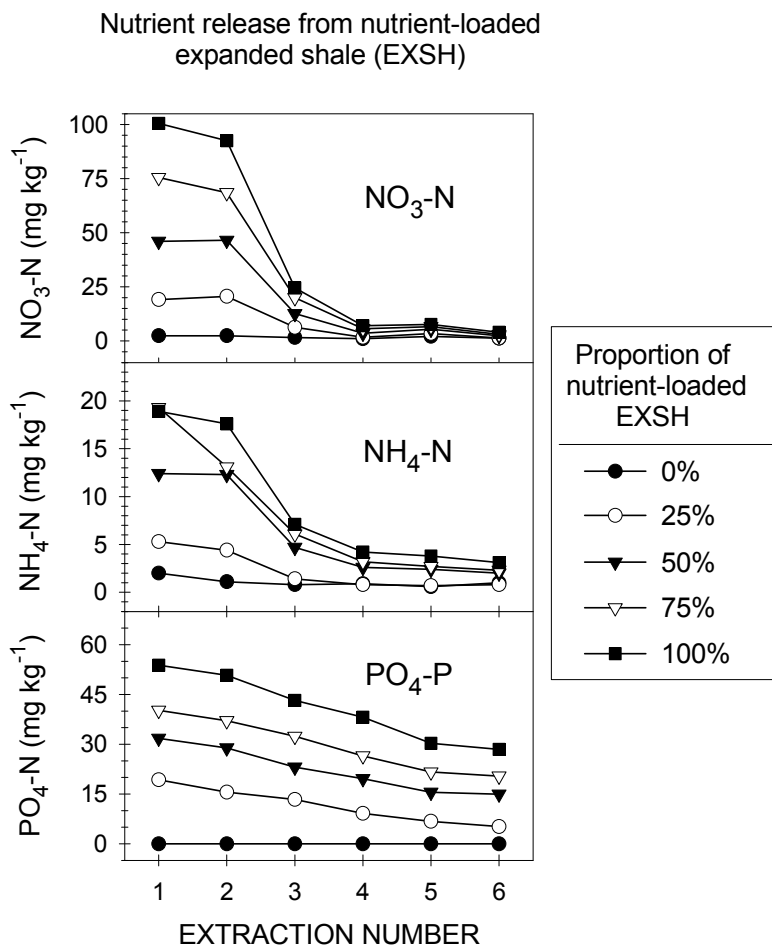 Nutrient release from nutrient-loaded
expanded shale (EXSH)
100
75
50
25
0
NO₃-N (mg kg⁻¹)
NO₃-N
20
15
10
5
0
NH₄-N (mg kg⁻¹)
NH₄-N
60
45
30
15
0
PO₄-N (mg kg⁻¹)
PO₄-P
1 2 3 4 5 6
EXTRACTION NUMBER
Proportion of
nutrient-loaded
EXSH
0%
25%
50%
75%
100%